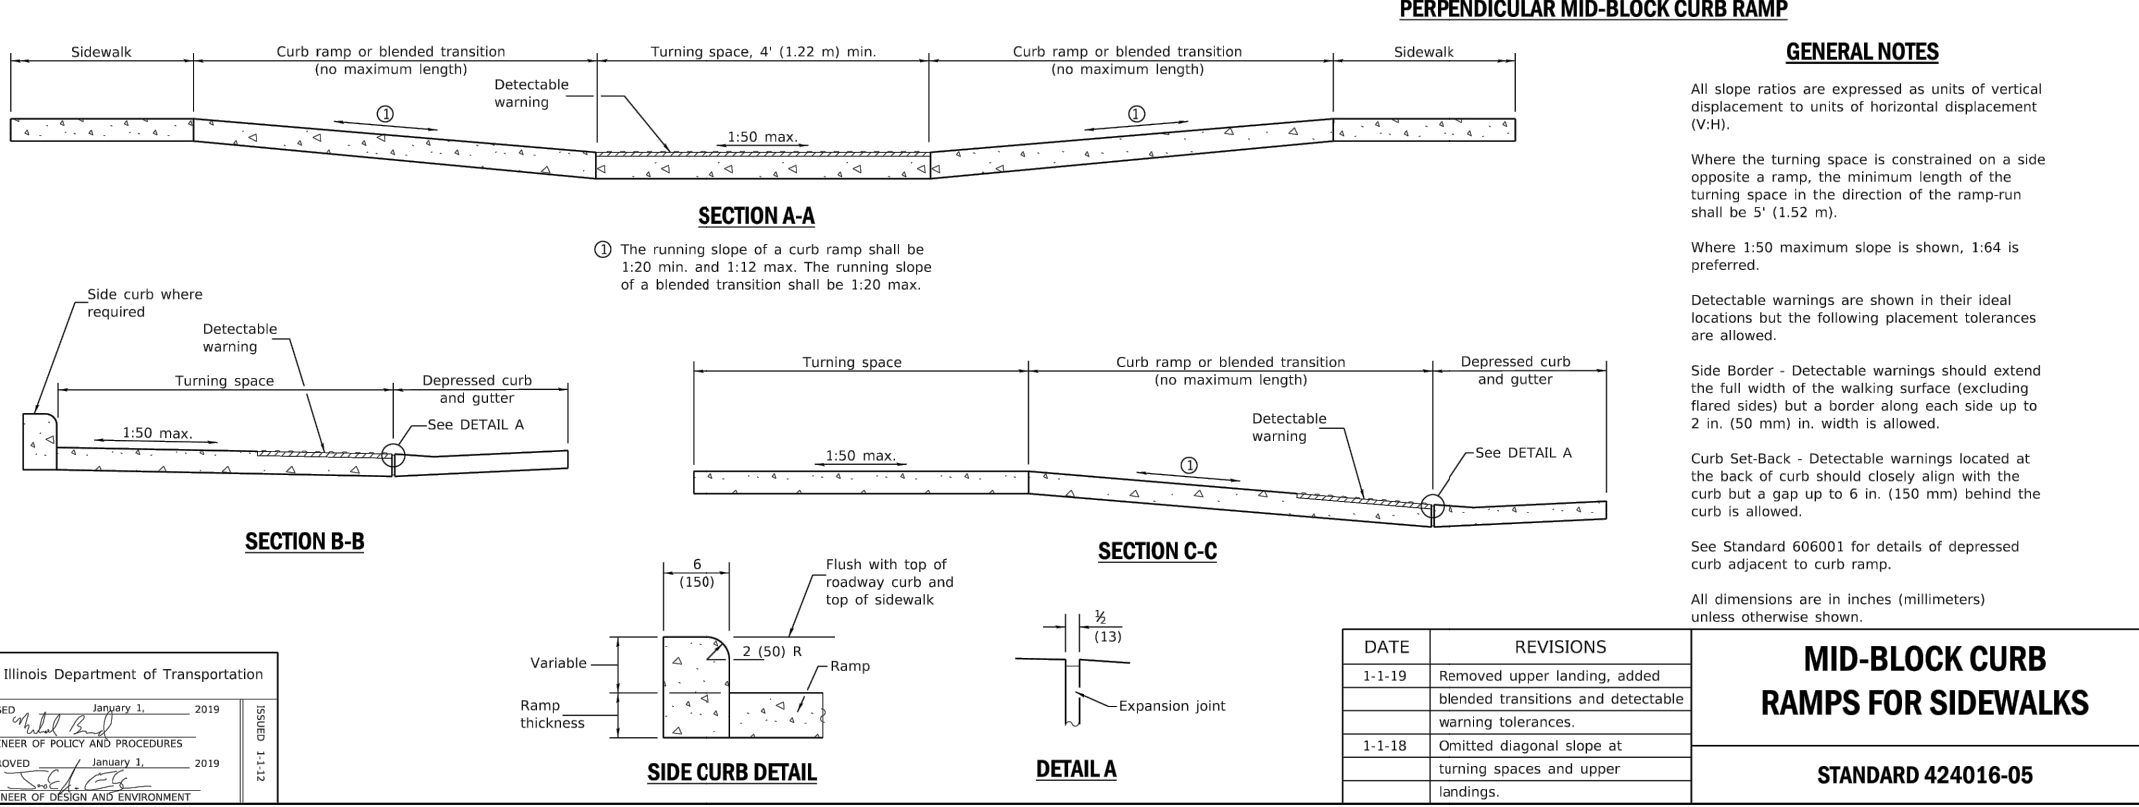 PERPENDICULAR MID-BLOCK CURB RAMP
Sidewalk
Curb ramp or blended transition
(no maximum length)
Turning space, 4' (1.22 m) min.
Curb ramp or blended transition
(no maximum length)
Sidewalk
Detectable
warning
1
1:50 max.
1
SECTION A-A
1 The running slope of a curb ramp shall be
1:20 min. and 1:12 max. The running slope
of a blended transition shall be 1:20 max.
Side curb where
required
Detectable
warning
Turning space
Depressed curb
and gutter
See DETAIL A
1:50 max.
SECTION B-B
Turning space
Curb ramp or blended transition
(no maximum length)
Depressed curb
and gutter
Detectable
warning
See DETAIL A
1:50 max.
1
SECTION C-C
6
(150)
Flush with top of
roadway curb and
top of sidewalk
2 (50) R
Variable
Ramp
Ramp
thickness
SIDE CURB DETAIL
½
(13)
Expansion joint
DETAIL A
GENERAL NOTES
All slope ratios are expressed as units of vertical
displacement to units of horizontal displacement
(V:H).
Where the turning space is constrained on a side
opposite a ramp, the minimum length of the
turning space in the direction of the ramp-run
shall be 5' (1.52 m).
Where 1:50 maximum slope is shown, 1:64 is
preferred.
Detectable warnings are shown in their ideal
locations but the following placement tolerances
are allowed.
Side Border - Detectable warnings should extend
the full width of the walking surface (excluding
flared sides) but a border along each side up to
2 in. (50 mm) in. width is allowed.
Curb Set-Back - Detectable warnings located at
the back of curb should closely align with the
curb but a gap up to 6 in. (150 mm) behind the
curb is allowed.
See Standard 606001 for details of depressed
curb adjacent to curb ramp.
All dimensions are in inches (millimeters)
unless otherwise shown.
Illinois Department of Transportation
SED January 1, 2019
NEER OF POLICY AND PROCEDURES
OVED January 1, 2019
NEER OF DESIGN AND ENVIRONMENT
ISSUED 1-1-12
DATE REVISIONS
1-1-19 Removed upper landing, added
blended transitions and detectable
warning tolerances.
1-1-18 Omitted diagonal slope at
turning spaces and upper
landings.
MID-BLOCK CURB
RAMPS FOR SIDEWALKS
STANDARD 424016-05